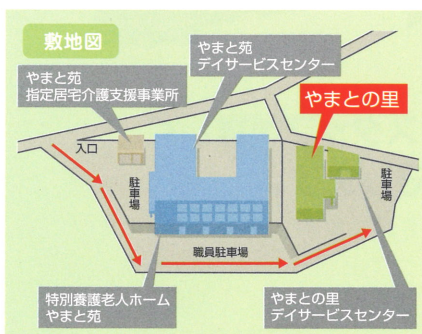 敷地図
やまと苑
デイサービスセンター
やまと苑
指定居宅介護支援事業所
やまとの里
入口
駐車場
駐車場
職員駐車場
特別養護老人ホーム
やまと苑
やまとの里
デイサービスセンター